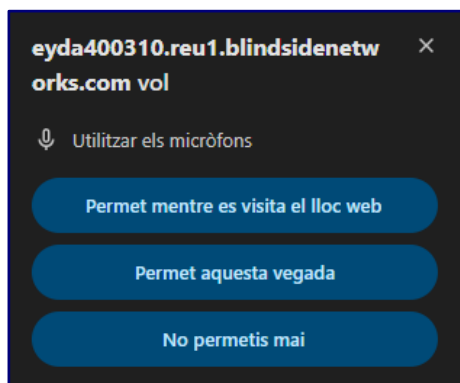 eyda400310.reu1.blindsidenetw
orks.com vol
Utilitzar els micròfons
Permet mentre es visita el lloc web
Permet aquesta vegada
No permetis mai